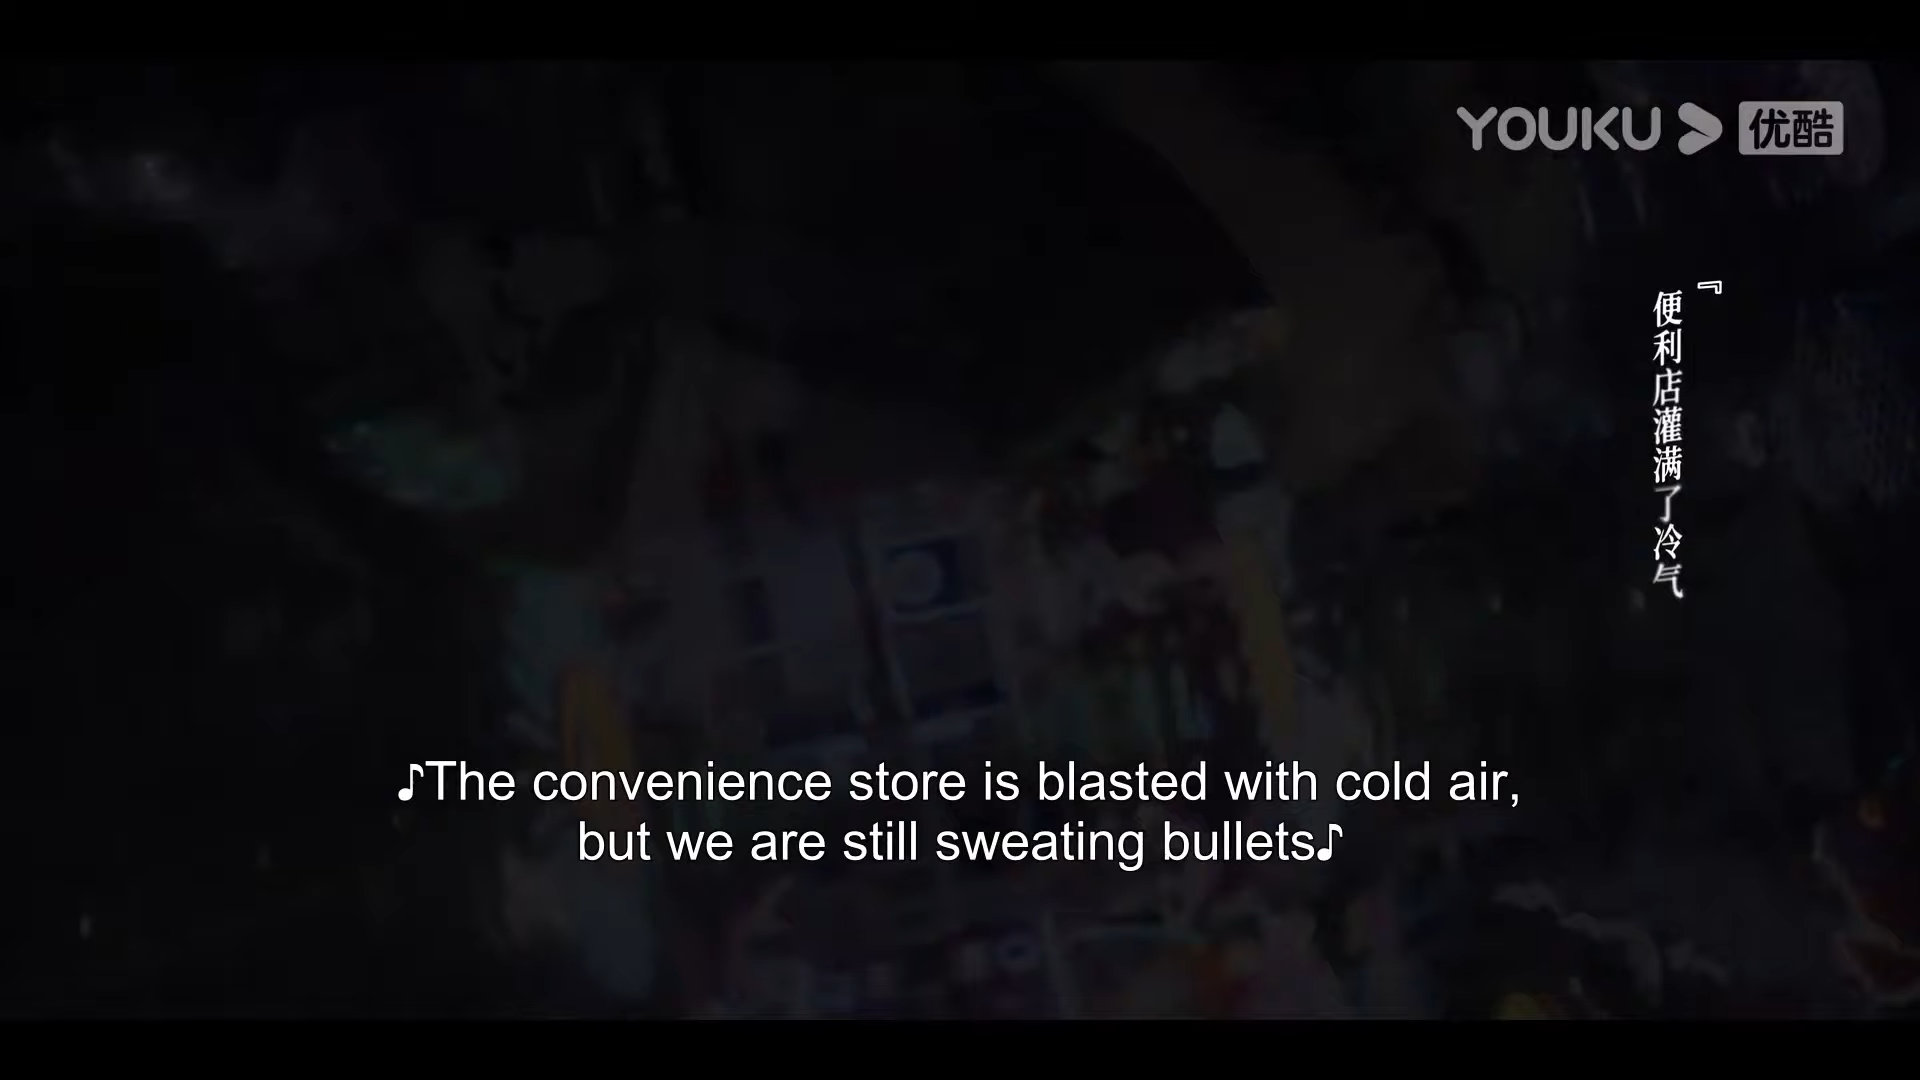 YOUKU 优酷
『
便利店灌满了冷气
♪The convenience store is blasted with cold air,
but we are still sweating bullets♪